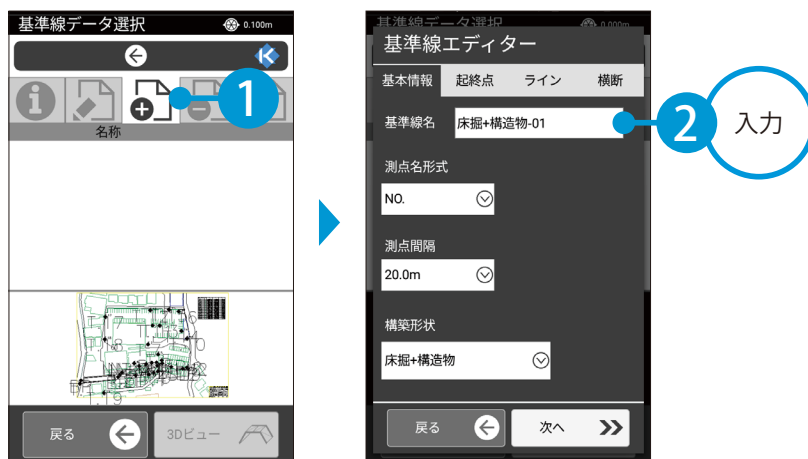 基準線データ選択
0.100m
名称
1
戻る
3Dビュー
基準線データ選択
0.000m
基準線エディター
基本情報 起終点 ライン 横断
基準線名 床掘+構造物-01
2 入力
測点名形式
NO.
測点間隔
20.0m
構築形状
床掘+構造物
戻る
次へ